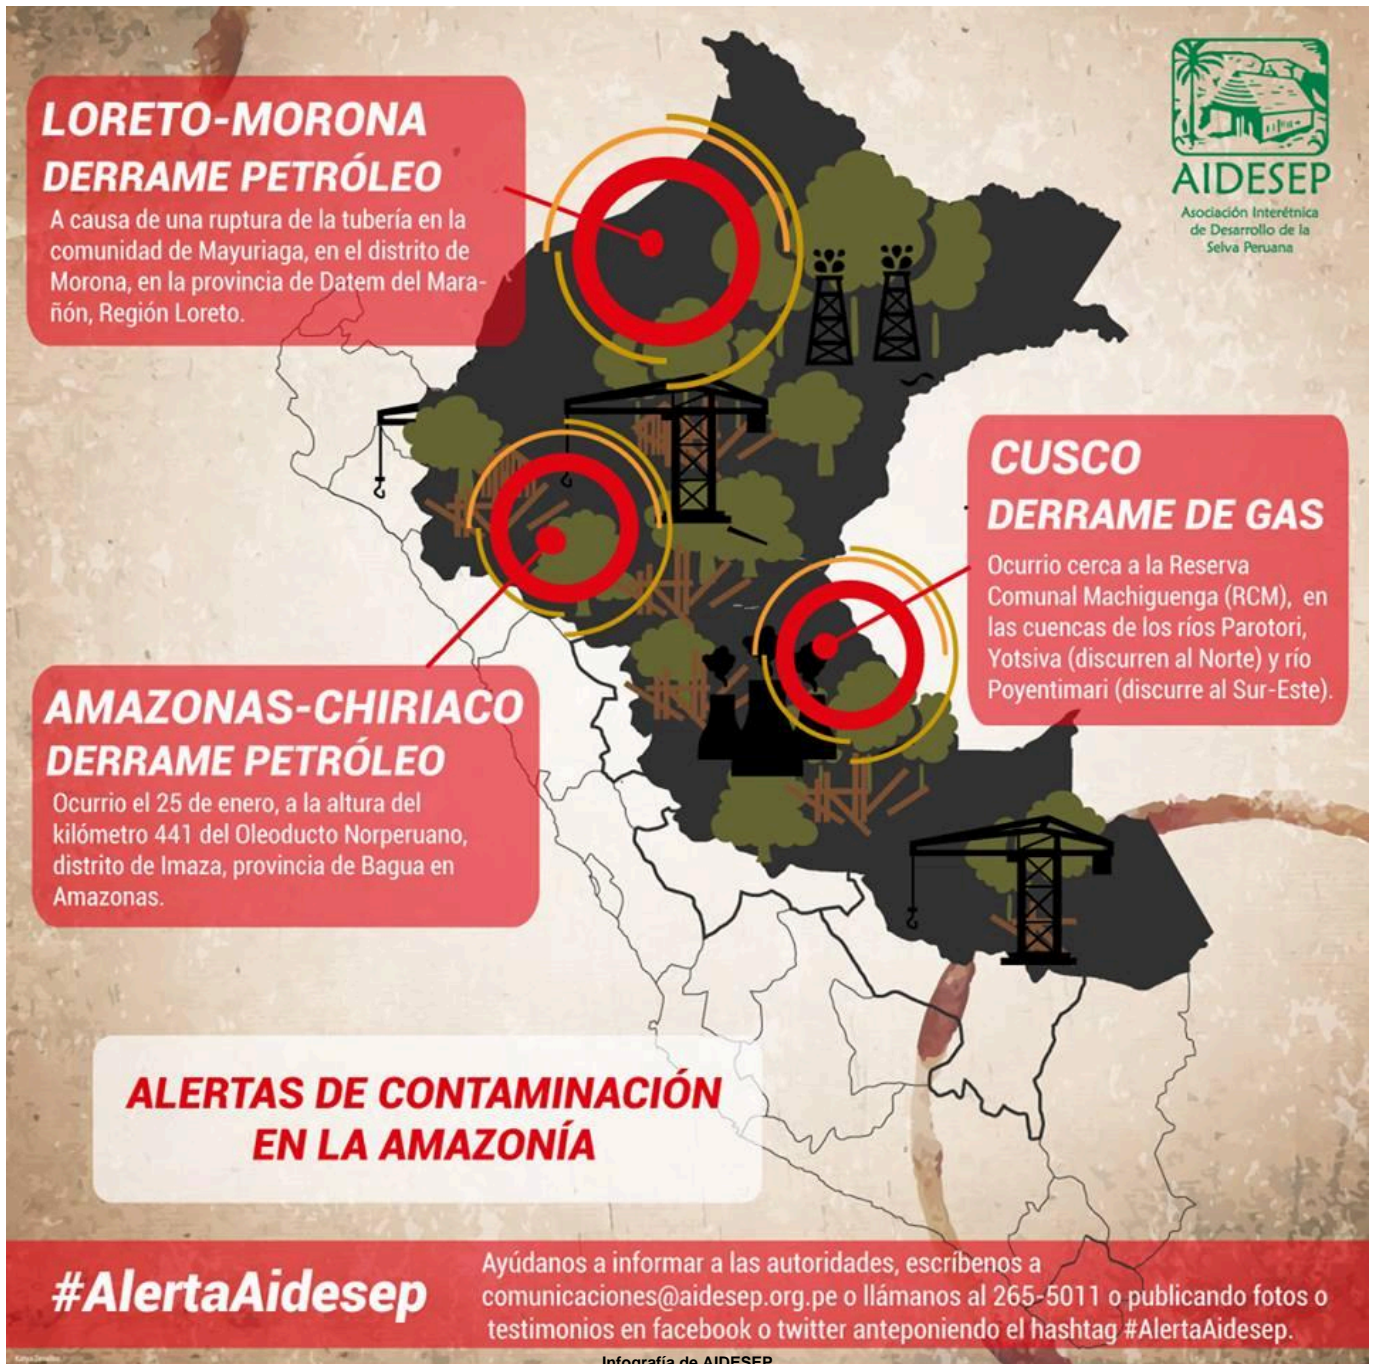 LORETO-MORONA
DERRAME PETRÓLEO
A causa de una ruptura de la tubería en la
comunidad de Mayuriaga, en el distrito de
Morona, en la provincia de Datem del Mara-
ñón, Región Loreto.
AIDESEP
Asociación Interétnica
de Desarrollo de la
Selva Peruana
CUSCO
DERRAME DE GAS
Ocurrio cerca a la Reserva
Comunal Machiguenga (RCM), en
las cuencas de los ríos Parotori,
Yotsiva (discurren al Norte) y río
Poyentimari (discurre al Sur-Este).
AMAZONAS-CHIRIACO
DERRAME PETRÓLEO
Ocurrio el 25 de enero, a la altura del
kilómetro 441 del Oleoducto Norperuano,
distrito de Imaza, provincia de Bagua en
Amazonas.
ALERTAS DE CONTAMINACIÓN
EN LA AMAZONÍA
#AlertaAidesep
Ayúdanos a informar a las autoridades, escríbenos a
comunicaciones@aidesep.org.pe o llámanos al 265-5011 o publicando fotos o
testimonios en facebook o twitter anteponiendo el hashtag #AlertaAidesep.
Infografía de AIDESEP